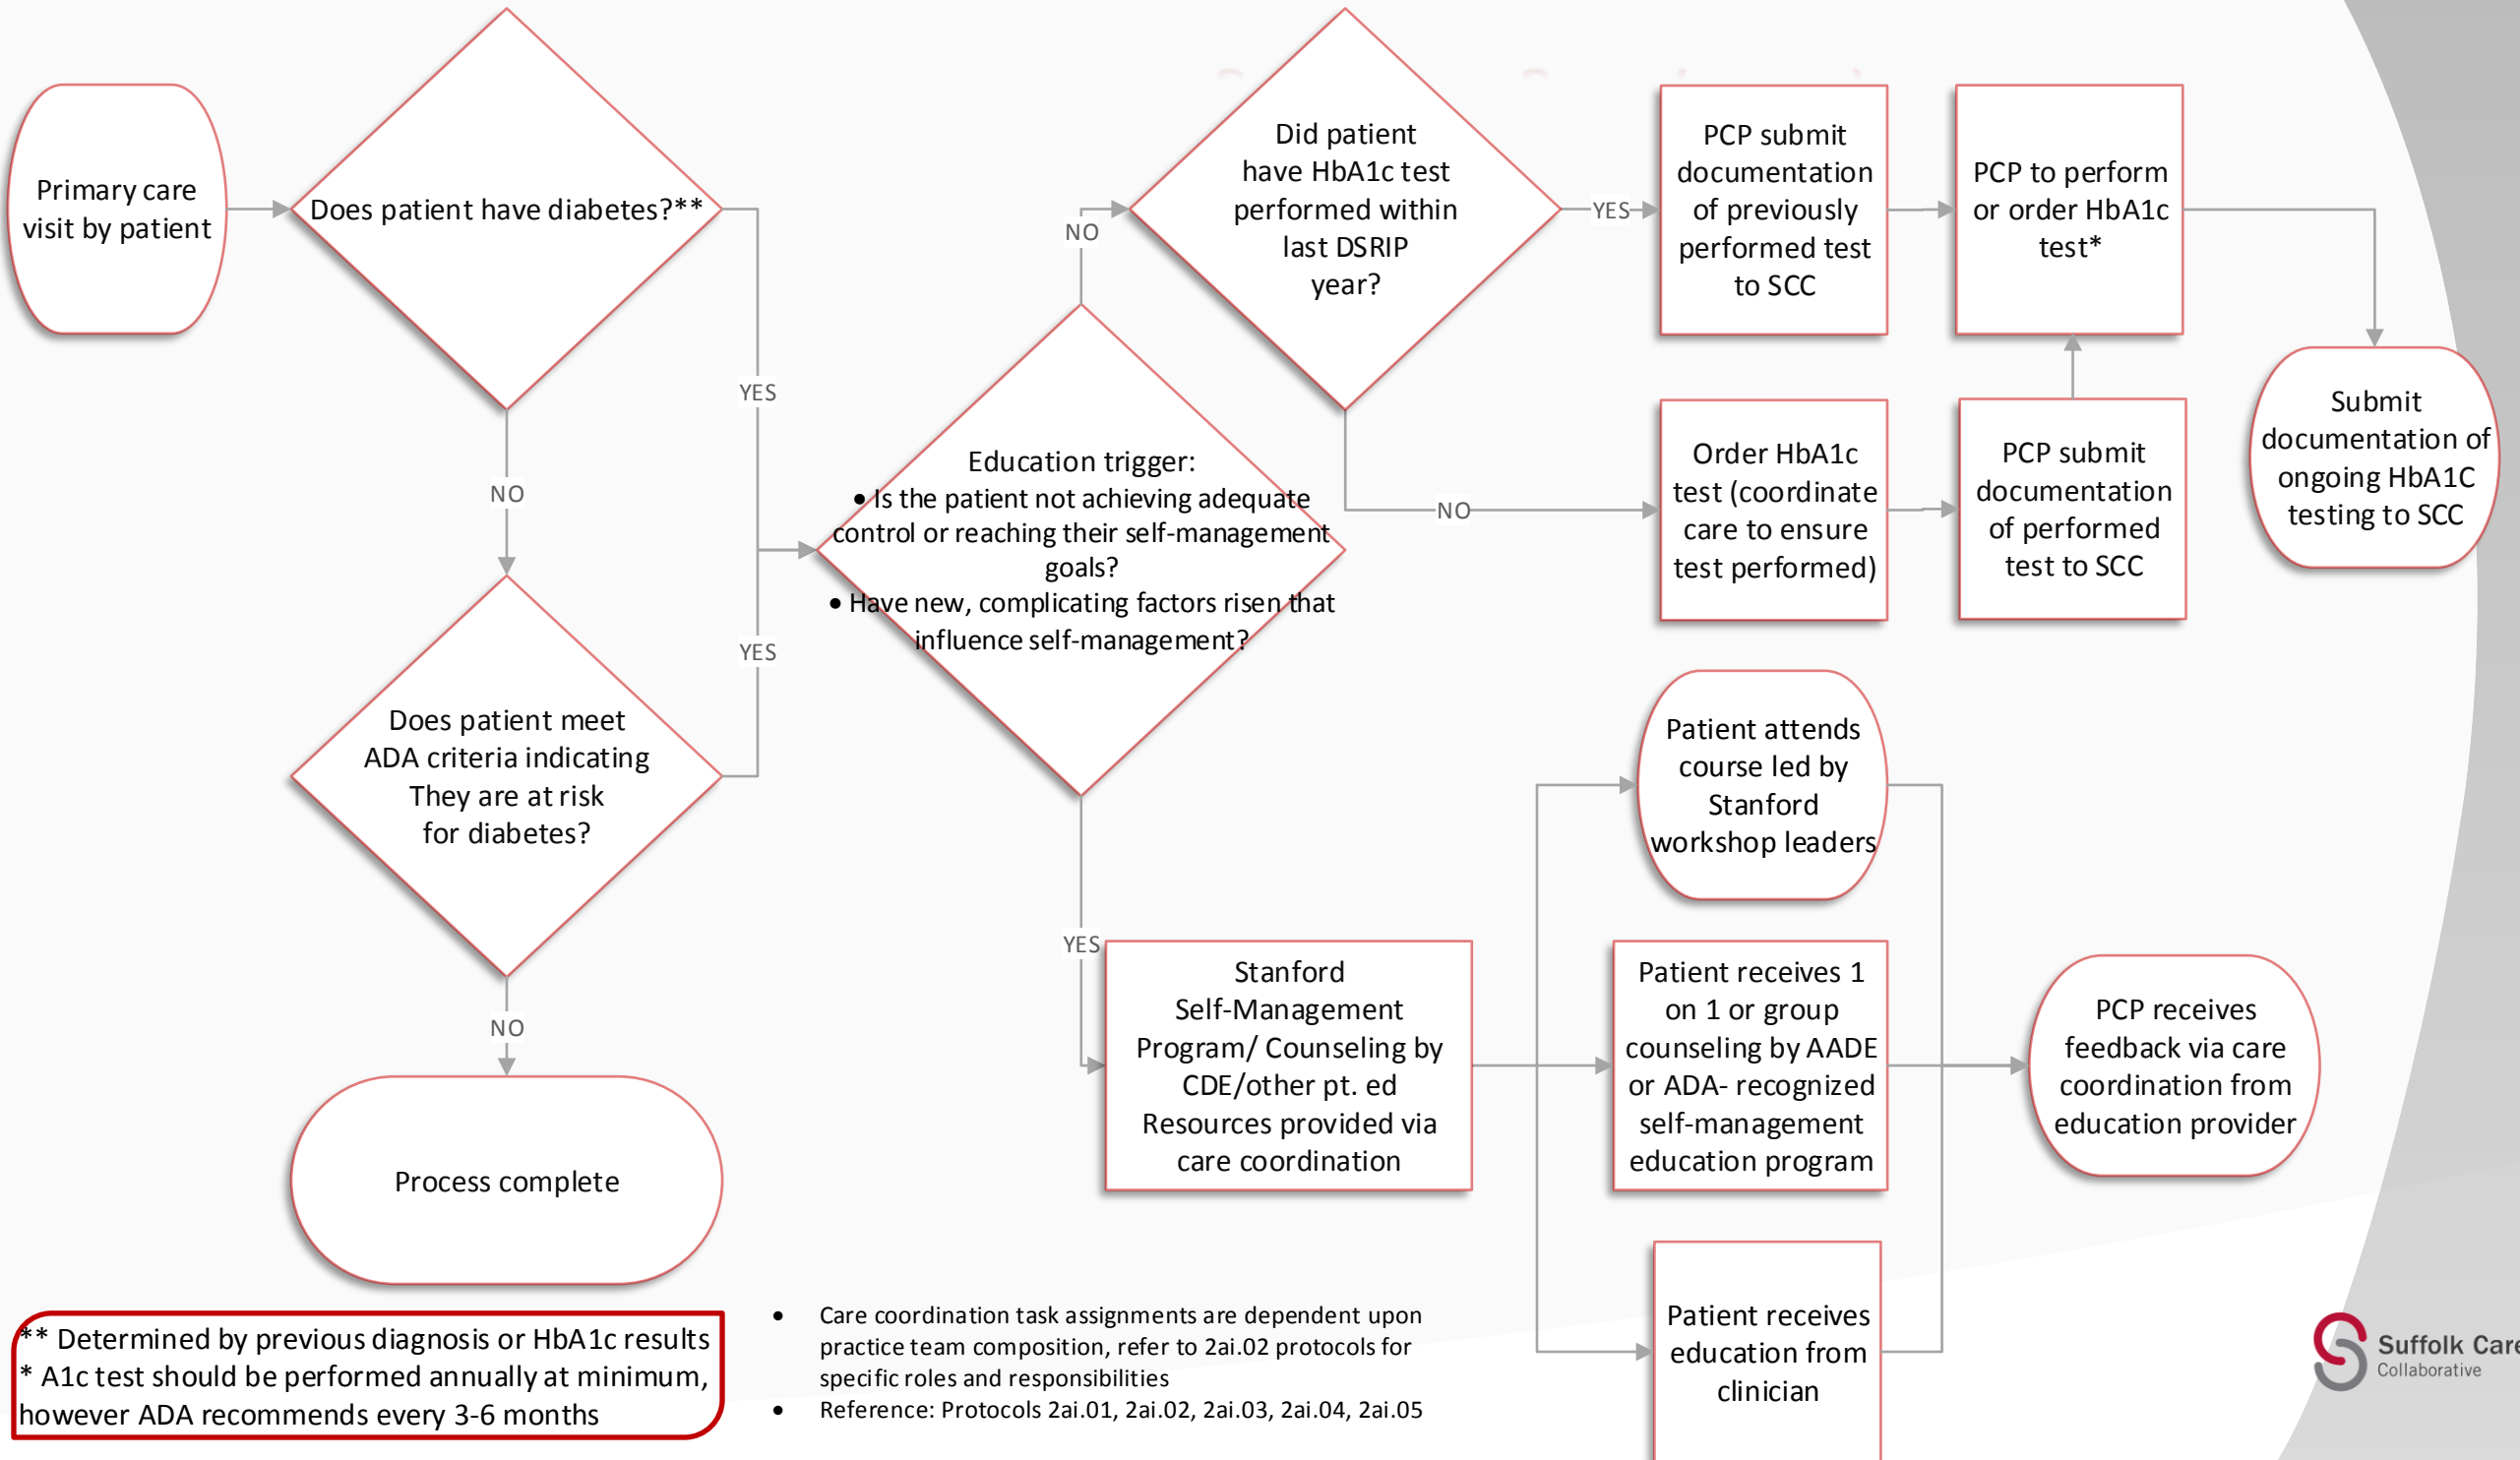 Primary care
visit by patient
Does patient have diabetes?**
YES
NO
Does patient meet
ADA criteria indicating
They are at risk
for diabetes?
YES
NO
Process complete
Education trigger:
• Is the patient not achieving adequate
control or reaching their self-management
goals?
• Have new, complicating factors risen that
influence self-management?
NO
Did patient
have HbA1c test
performed within
last DSRIP
year?
YES
PCP submit
documentation
of previously
performed test
to SCC
PCP to perform
or order HbA1c
test*
Submit
documentation of
ongoing HbA1C
testing to SCC
NO
Order HbA1c
test (coordinate
care to ensure
test performed)
PCP submit
documentation
of performed
test to SCC
YES
Stanford
Self-Management
Program/ Counseling by
CDE/other pt. ed
Resources provided via
care coordination
Patient attends
course led by
Stanford
workshop leaders
Patient receives 1
on 1 or group
counseling by AADE
or ADA- recognized
self-management
education program
Patient receives
education from
clinician
PCP receives
feedback via care
coordination from
education provider
** Determined by previous diagnosis or HbA1c results
* A1c test should be performed annually at minimum,
however ADA recommends every 3-6 months
• Care coordination task assignments are dependent upon
practice team composition, refer to 2ai.02 protocols for
specific roles and responsibilities
• Reference: Protocols 2ai.01, 2ai.02, 2ai.03, 2ai.04, 2ai.05
Suffolk Care
Collaborative